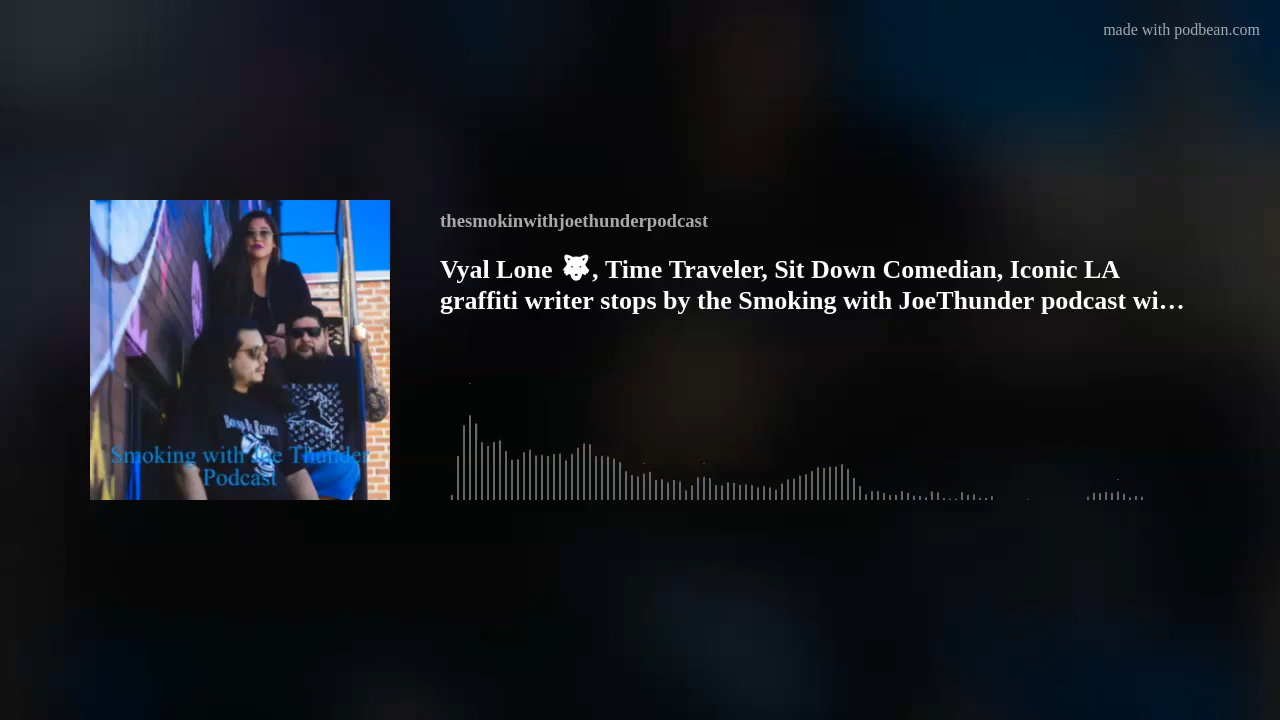 made with podbean.com
thesmokinwithjoethunderpodcast
Vyal Lone 🐺, Time Traveler, Sit Down Comedian, Iconic LA
graffiti writer stops by the Smoking with JoeThunder podcast wi…
Smoking with Joe Thunder
Podcast